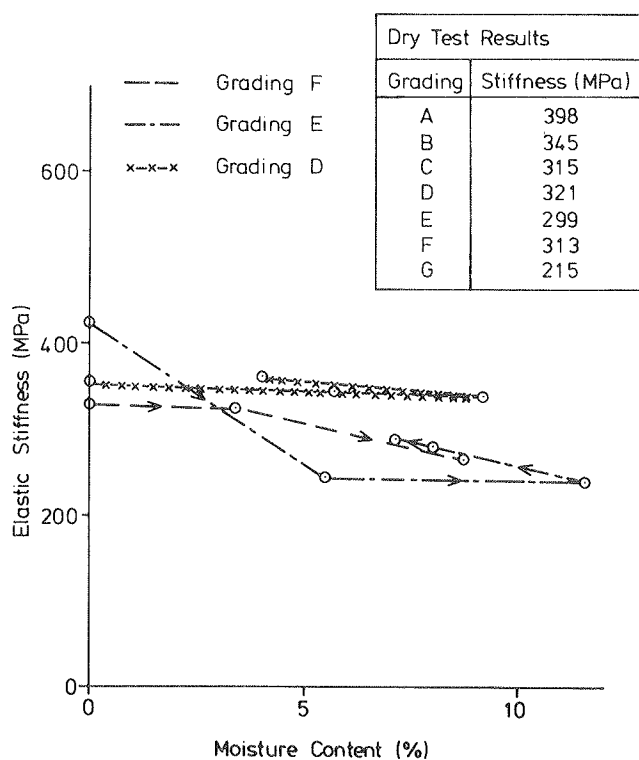 Dry Test Results
Grading Stiffness (MPa)
A 398
B 345
C 315
D 321
E 299
F 313
G 215
Grading F
Grading E
Grading D
600
400
200
0
Elastic Stiffness (MPa)
0 5 10
Moisture Content (%)